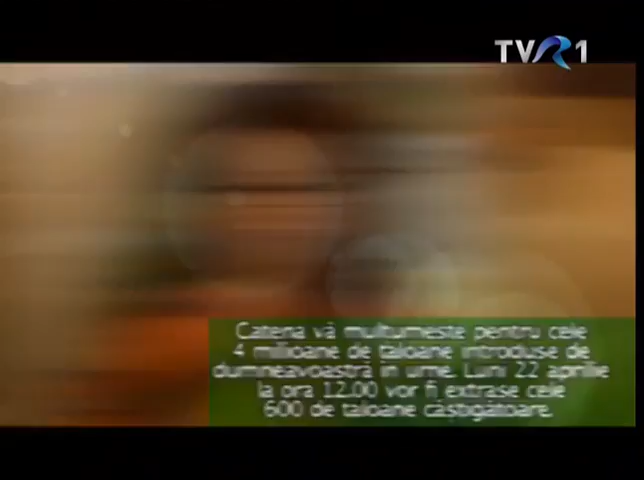 TVR1
Catena vă mulțumește pentru cele
4 milioane de taloane introduse de
dumneavoastră în urne. Luni 22 aprilie
la ora 12.00 vor fi extrase cele
600 de taloane câștigătoare.